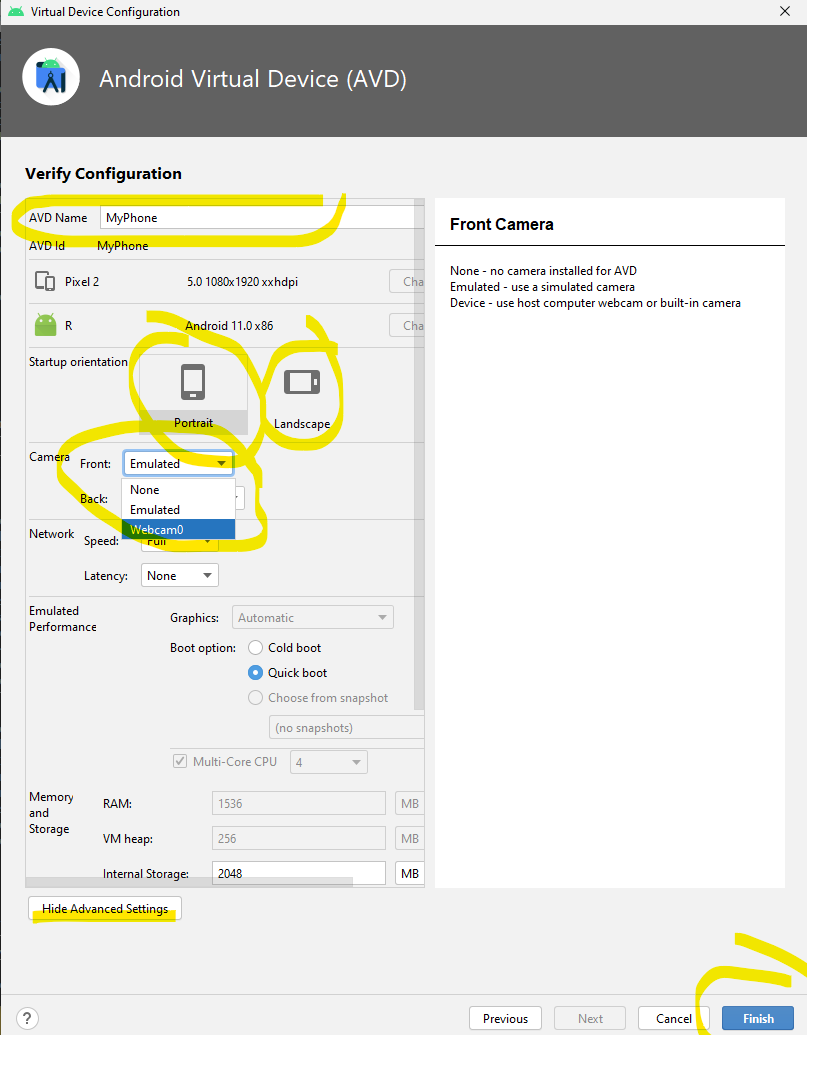 Virtual Device Configuration
Android Virtual Device (AVD)
Verify Configuration
AVD Name MyPhone
AVD Id MyPhone
Pixel 2 5.0 1080x1920 xxhdpi Cha
R Android 11.0 x86 Cha
Startup orientation
Portrait Landscape
Camera Front: Emulated
None
Back:
Emulated
Webcam0
Network Speed: Full
Latency: None
Emulated
Performance
Graphics: Automatic
Boot option: Cold boot
Quick boot
Choose from snapshot
(no snapshots)
Multi-Core CPU 4
Memory
and
Storage
RAM: 1536 MB
VM heap: 256 MB
Internal Storage: 2048 MB
Hide Advanced Settings
Front Camera
None - no camera installed for AVD
Emulated - use a simulated camera
Device - use host computer webcam or built-in camera
? Previous Next Cancel Finish